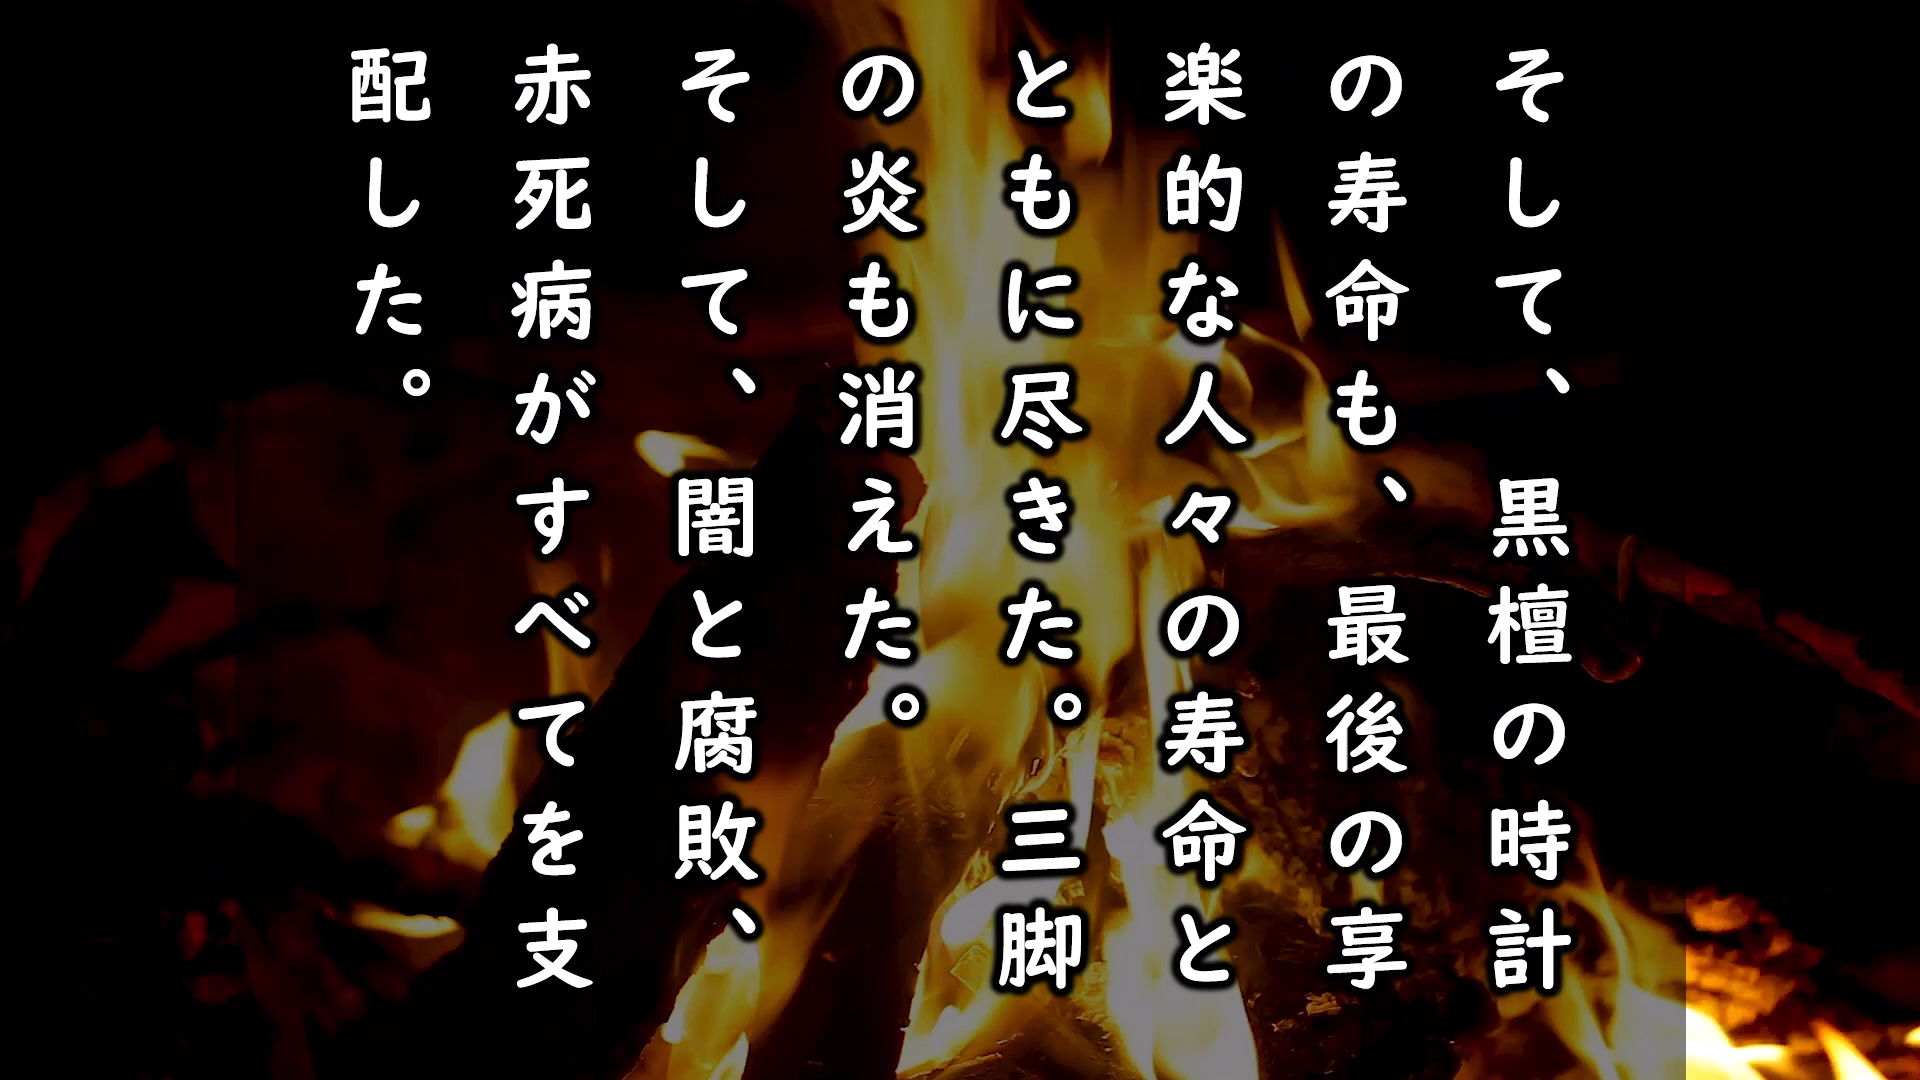 そして、黒檀の時計
の寿命も、最後の享
楽的な人々の寿命と
ともに尽きた。三脚
の炎も消えた。
そして、闇と腐敗、
赤死病がすべてを支
配した。